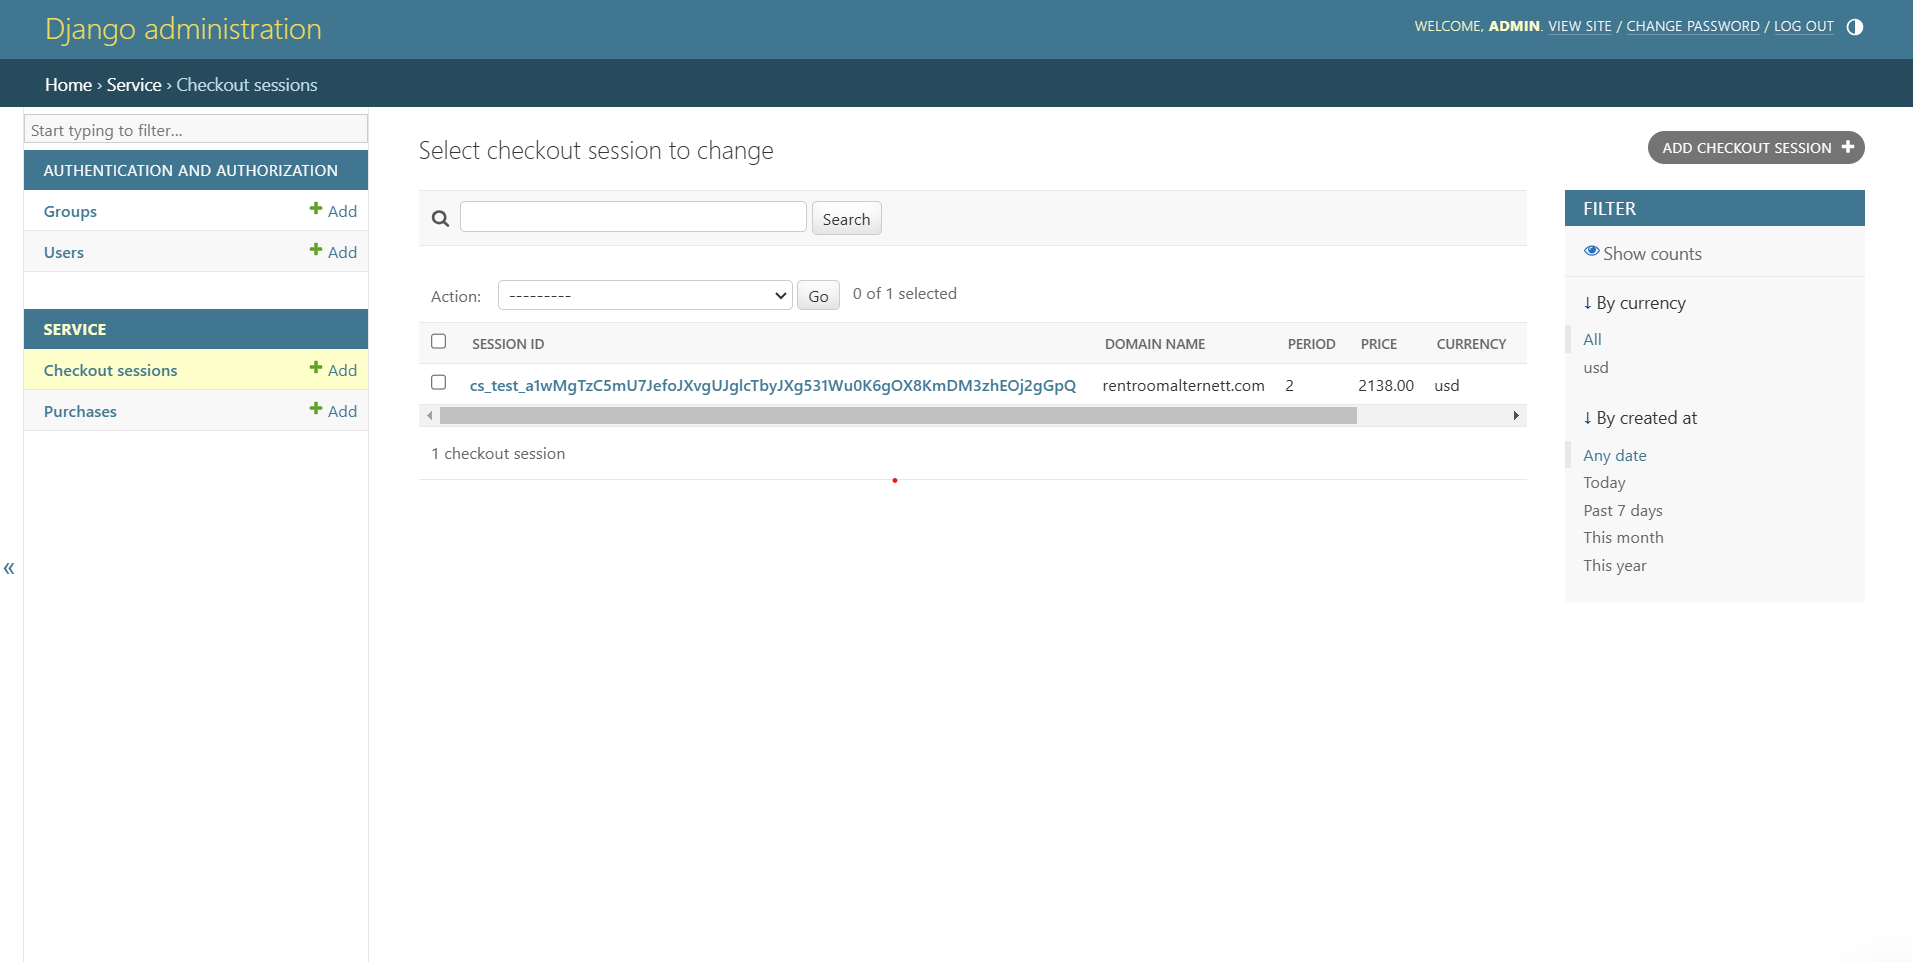 Django administration
WELCOME, ADMIN. VIEW SITE / CHANGE PASSWORD / LOG OUT
Home › Service › Checkout sessions
Start typing to filter...
AUTHENTICATION AND AUTHORIZATION
Groups
Add
Users
Add
SERVICE
Checkout sessions
Add
Purchases
Add
«
Select checkout session to change
ADD CHECKOUT SESSION +
Search
Action:
---------
Go
0 of 1 selected
SESSION ID DOMAIN NAME PERIOD PRICE CURRENCY
cs_test_a1wMgTzC5mU7JefoJXvgUJglcTbyJXg531Wu0K6gOX8KmDM3zhEOj2gGpQ rentroomalternett.com 2 2138.00 usd
1 checkout session
FILTER
Show counts
↓ By currency
All
usd
↓ By created at
Any date
Today
Past 7 days
This month
This year